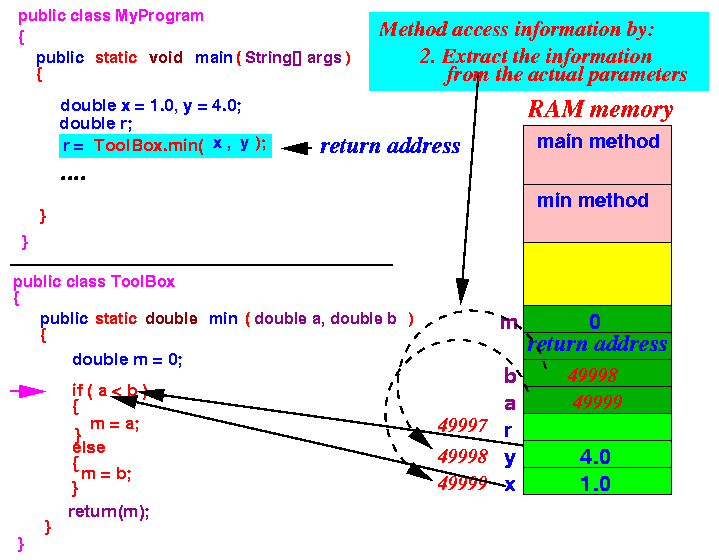 public class MyProgram
{
public static void main ( String[] args )
{
double x = 1.0, y = 4.0;
double r;
r = ToolBox.min( x , y );
return address
....
}
}
public class ToolBox
{
public static double min ( double a, double b )
{
double m = 0;
if ( a < b )
{
m = a;
}
else
{
m = b;
}
return(m);
}
}
Method access information by:
2. Extract the information
from the actual parameters
RAM memory
main method
min method
m 0
return address
b 49998
a 49999
49997 r
49998 y 4.0
49999 x 1.0